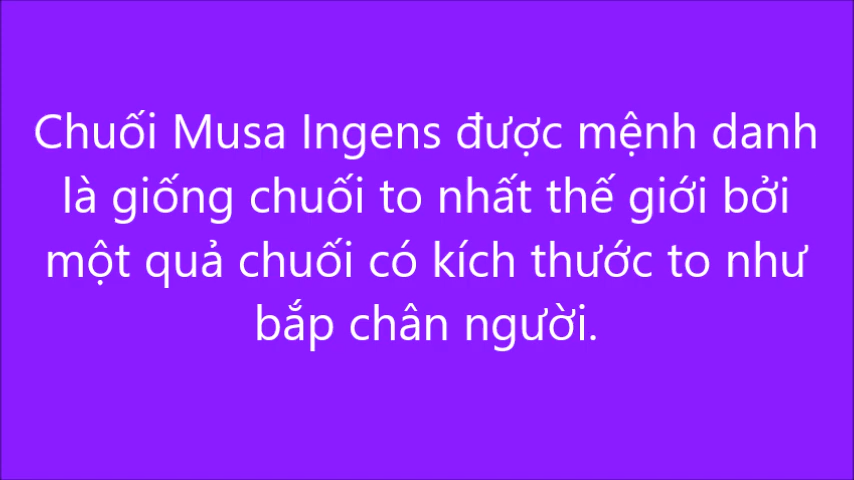 Chuối Musa Ingens được mệnh danh
là giống chuối to nhất thế giới bởi
một quả chuối có kích thước to như
bắp chân người.